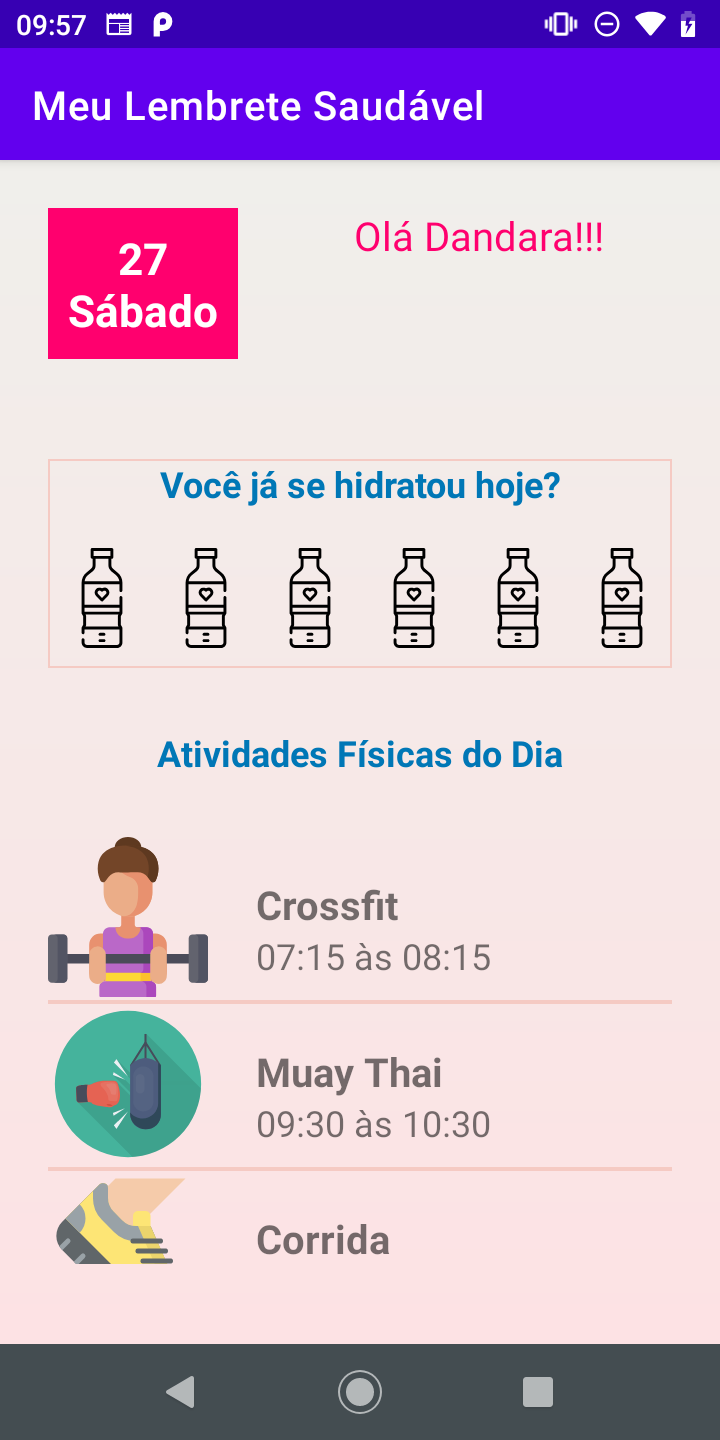 09:57
Meu Lembrete Saudável
27
Sábado
Olá Dandara!!!
Você já se hidratou hoje?
Atividades Físicas do Dia
Crossfit
07:15 às 08:15
Muay Thai
09:30 às 10:30
Corrida